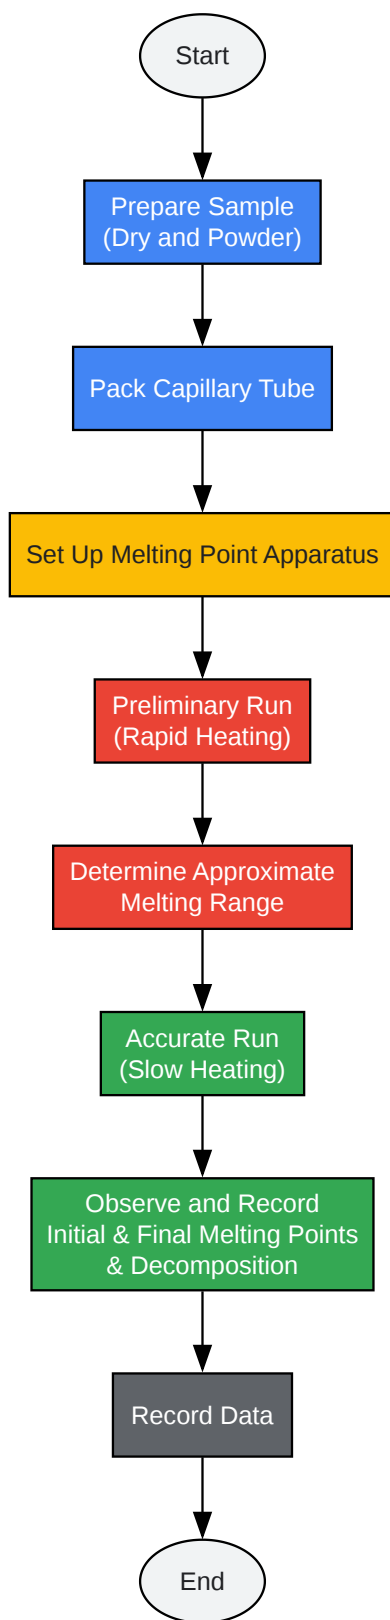 Start
Prepare Sample
(Dry and Powder)
Pack Capillary Tube
Set Up Melting Point Apparatus
Preliminary Run
(Rapid Heating)
Determine Approximate
Melting Range
Accurate Run
(Slow Heating)
Observe and Record
Initial & Final Melting Points
& Decomposition
Record Data
End